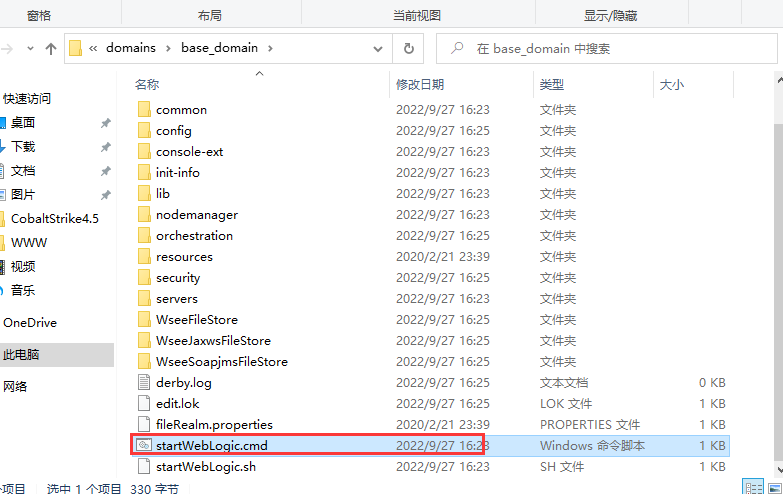 窗格 布局 当前视图 显示/隐藏
« domains › base_domain › 在 base_domain 中搜索
名称 修改日期 类型 大小
快速访问
桌面
下载
文档
图片
CobaltStrike4.5
WWW
视频
音乐
OneDrive
此电脑
网络
common 2022/9/27 16:23 文件夹
config 2022/9/27 16:25 文件夹
console-ext 2022/9/27 16:23 文件夹
init-info 2022/9/27 16:23 文件夹
lib 2022/9/27 16:23 文件夹
nodemanager 2022/9/27 16:23 文件夹
orchestration 2022/9/27 16:25 文件夹
resources 2020/2/21 23:39 文件夹
security 2022/9/27 16:25 文件夹
servers 2022/9/27 16:23 文件夹
WseeFileStore 2022/9/27 16:25 文件夹
WseeJaxwsFileStore 2022/9/27 16:25 文件夹
WseeSoapjmsFileStore 2022/9/27 16:25 文件夹
derby.log 2022/9/27 16:25 文本文档 0 KB
edit.lok 2022/9/27 16:23 LOK 文件 1 KB
fileRealm.properties 2020/2/21 23:39 PROPERTIES 文件 1 KB
startWebLogic.cmd 2022/9/27 16:23 Windows 命令脚本 1 KB
startWebLogic.sh 2022/9/27 16:23 SH 文件 1 KB
个项目 选中 1 个项目 330 字节